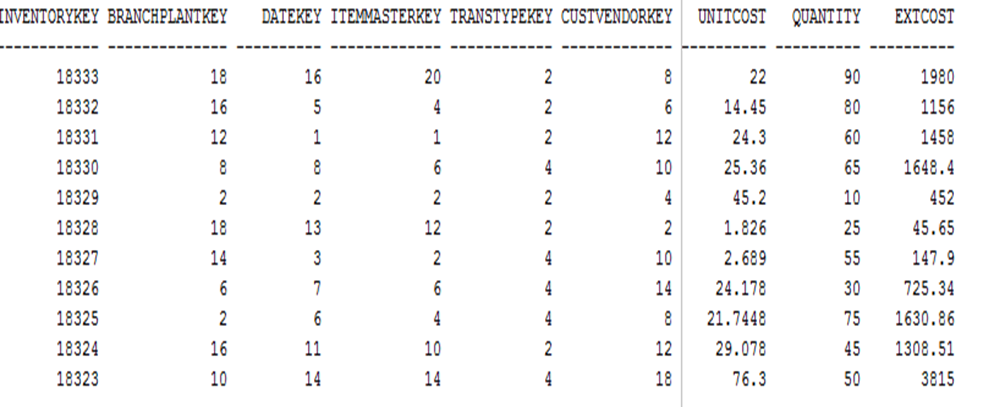 INVENTORYKEY BRANCHPLANTKEY DATEKEY ITEMMASTERKEY TRANSTYPEKEY CUSTVENDORKEY UNITCOST QUANTITY EXTCOST
------------ -------------- ---------- ------------- ------------ ------------- ---------- ---------- ----------
18333 18 16 20 2 8 22 90 1980
18332 16 5 4 2 6 14.45 80 1156
18331 12 1 1 2 12 24.3 60 1458
18330 8 8 6 4 10 25.36 65 1648.4
18329 2 2 2 2 4 45.2 10 452
18328 18 13 12 2 2 1.826 25 45.65
18327 14 3 2 4 10 2.689 55 147.9
18326 6 7 6 4 14 24.178 30 725.34
18325 2 6 4 4 8 21.7448 75 1630.86
18324 16 11 10 2 12 29.078 45 1308.51
18323 10 14 14 4 18 76.3 50 3815